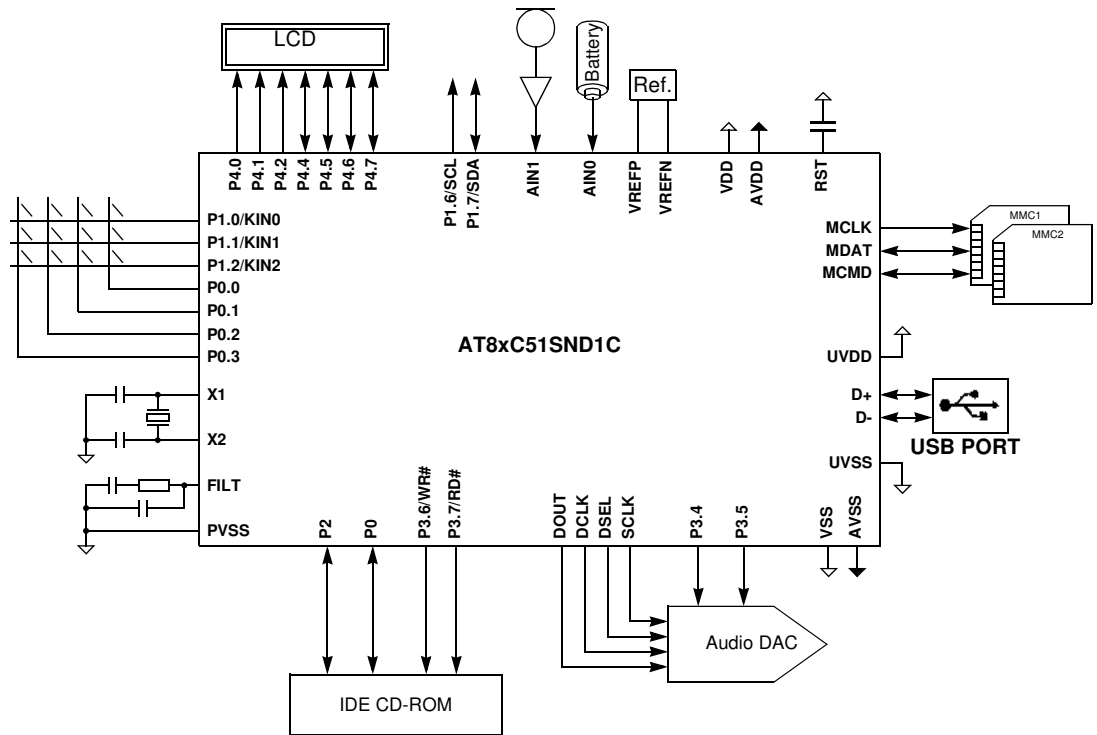 LCD
Battery
Ref.
P4.0
P4.1
P4.2
P4.4
P4.5
P4.6
P4.7
P1.6/SCL
P1.7/SDA
AIN1
AIN0
VREFP
VREFN
VDD
AVDD
RST
P1.0/KIN0
P1.1/KIN1
P1.2/KIN2
P0.0
P0.1
P0.2
P0.3
X1
X2
FILT
PVSS
AT8xC51SND1C
MCLK
MDAT
MCMD
MMC1
MMC2
UVDD
D+
D-
USB PORT
UVSS
P2
P0
P3.6/WR#
P3.7/RD#
DOUT
DCLK
DSEL
SCLK
P3.4
P3.5
VSS
AVSS
Audio DAC
IDE CD-ROM